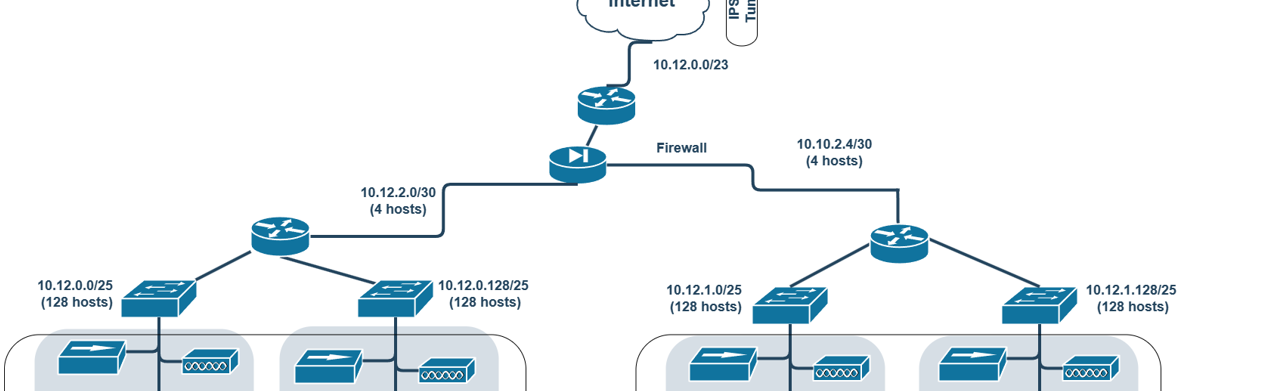 Internet
IPS
Tun
10.12.0.0/23
Firewall
10.10.2.4/30
(4 hosts)
10.12.2.0/30
(4 hosts)
10.12.0.0/25
(128 hosts)
10.12.0.128/25
(128 hosts)
10.12.1.0/25
(128 hosts)
10.12.1.128/25
(128 hosts)